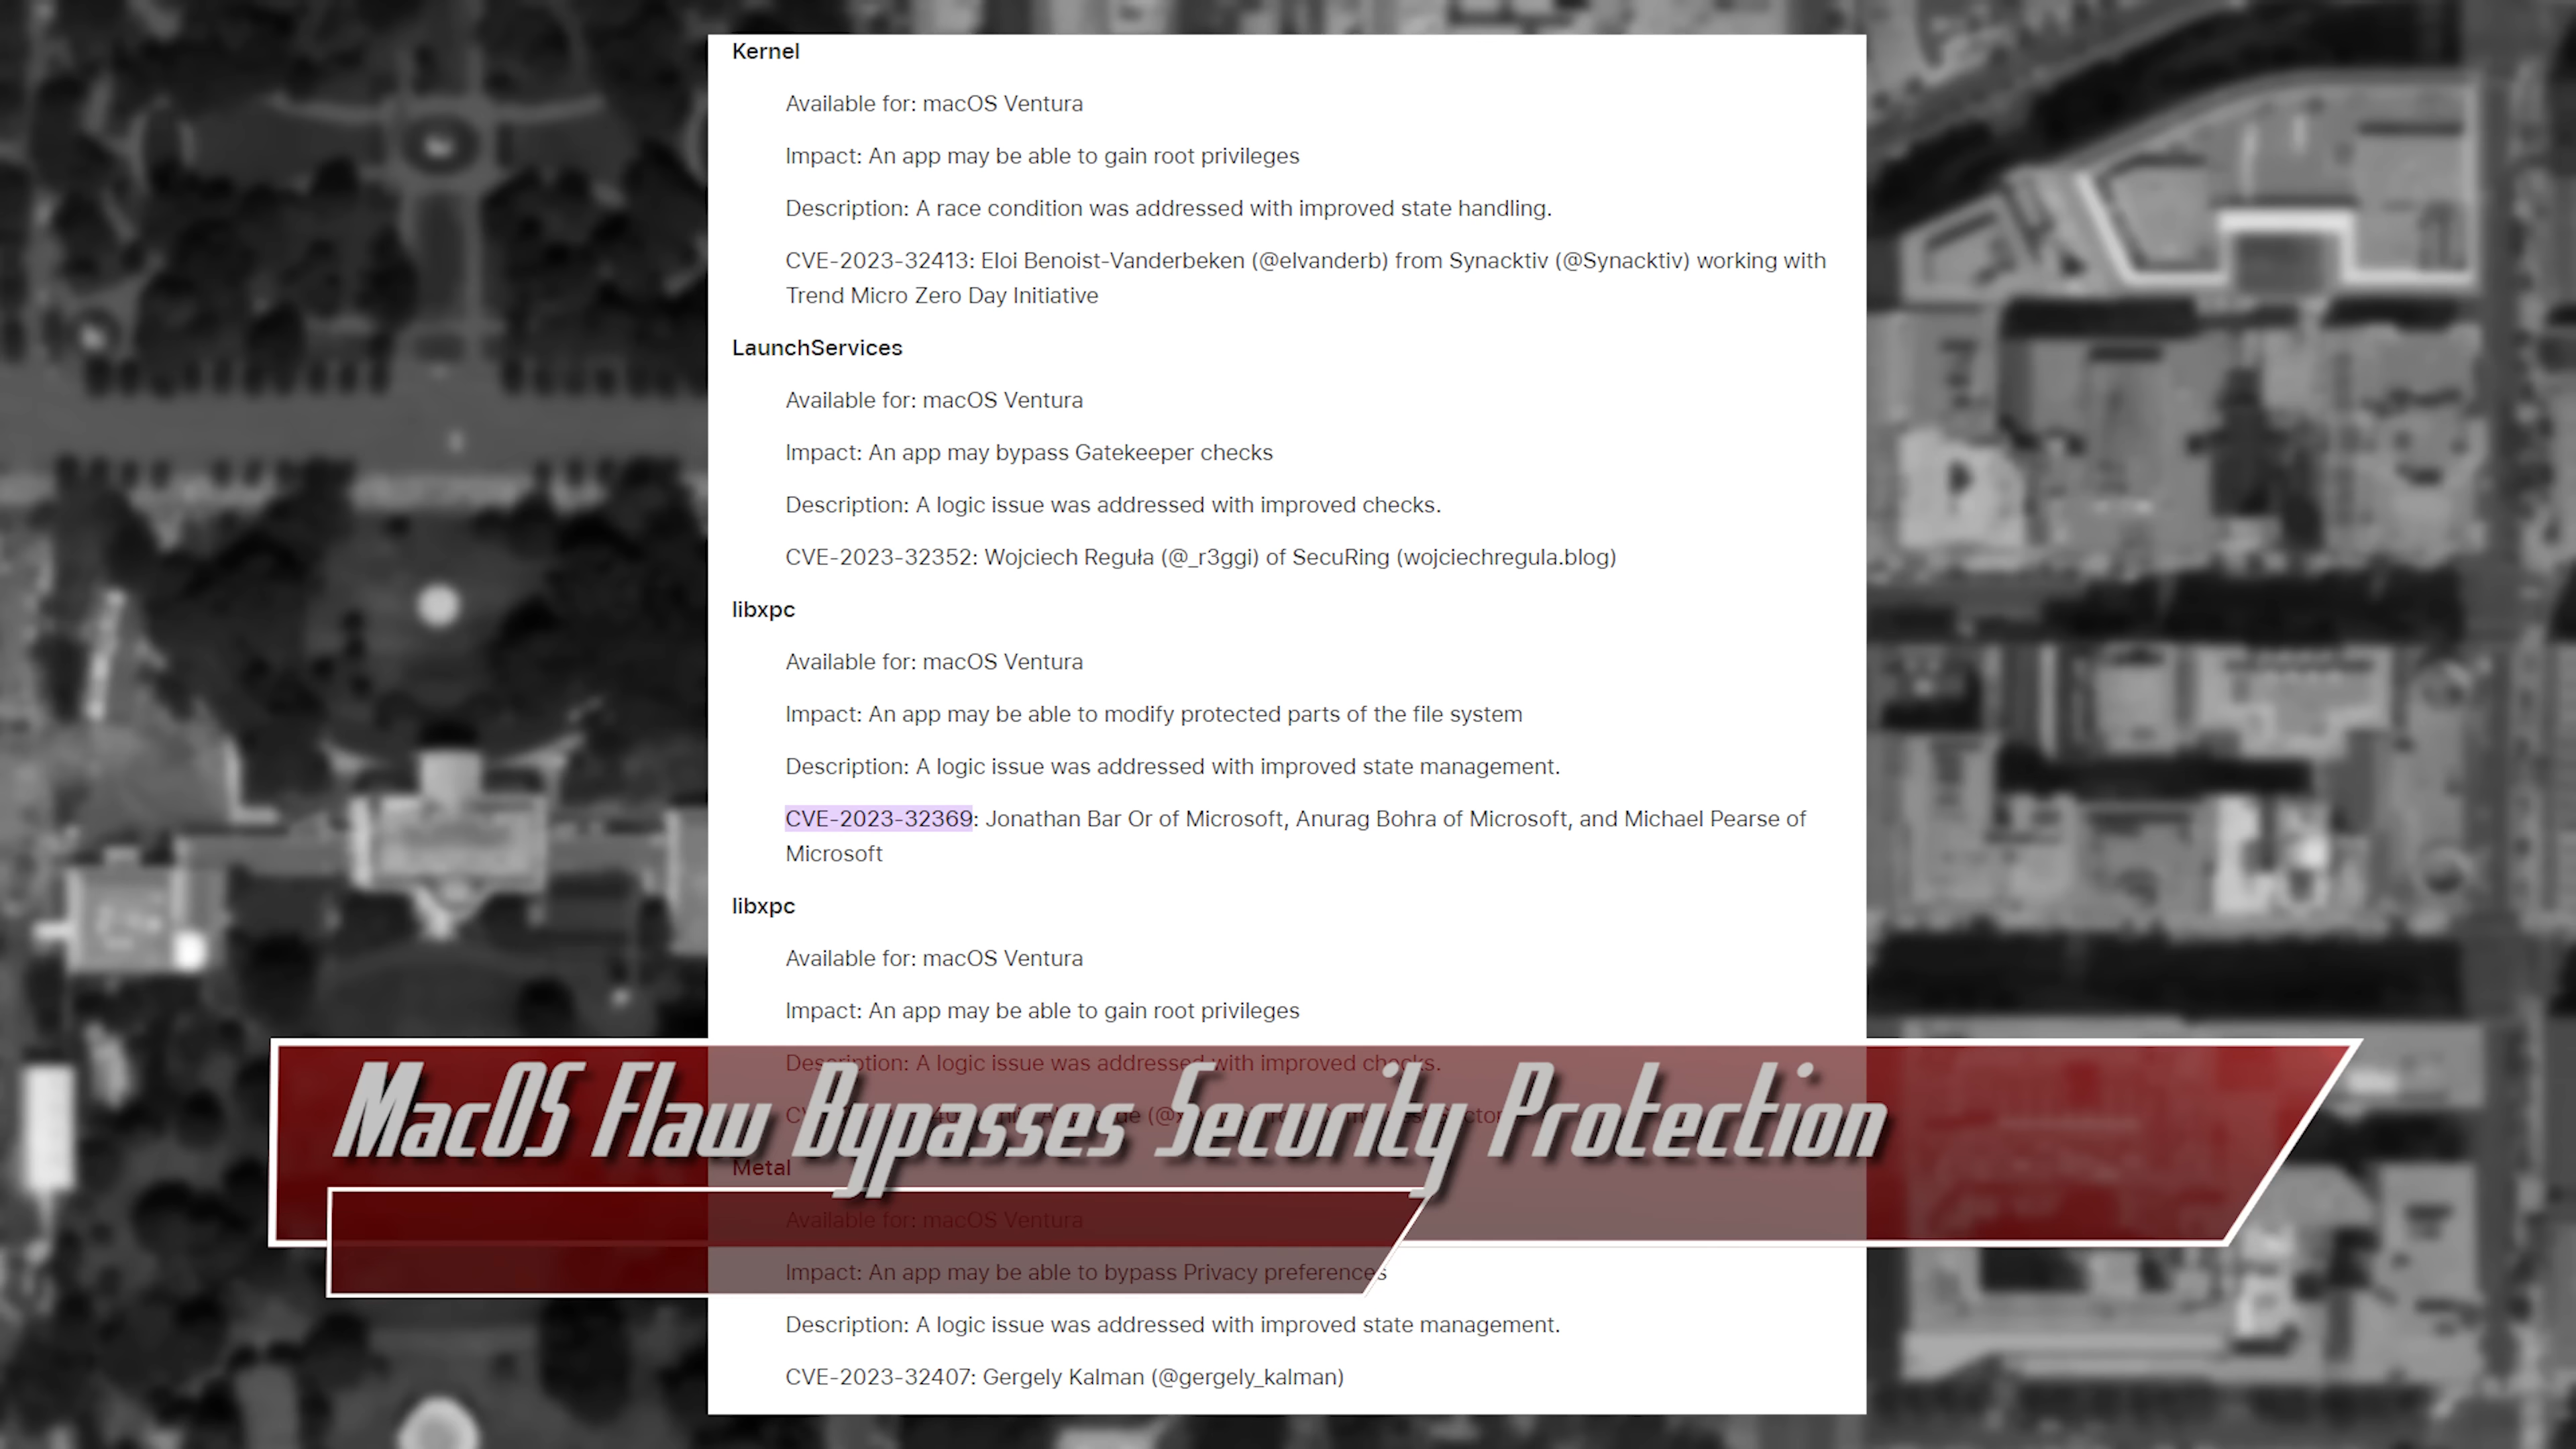 Kernel
Available for: macOS Ventura
Impact: An app may be able to gain root privileges
Description: A race condition was addressed with improved state handling.
CVE-2023-32413: Eloi Benoist-Vanderbeken (@elvanderb) from Synacktiv (@Synacktiv) working with
Trend Micro Zero Day Initiative
LaunchServices
Available for: macOS Ventura
Impact: An app may bypass Gatekeeper checks
Description: A logic issue was addressed with improved checks.
CVE-2023-32352: Wojciech Reguła (@_r3ggi) of SecuRing (wojciechregula.blog)
libxpc
Available for: macOS Ventura
Impact: An app may be able to modify protected parts of the file system
Description: A logic issue was addressed with improved state management.
CVE-2023-32369: Jonathan Bar Or of Microsoft, Anurag Bohra of Microsoft, and Michael Pearse of
Microsoft
libxpc
Available for: macOS Ventura
Impact: An app may be able to gain root privileges
Description: A logic issue was addressed with improved checks.
MacOS Flaw Bypasses Security Protection
Metal
Available for: macOS Ventura
Impact: An app may be able to bypass Privacy preferences
Description: A logic issue was addressed with improved state management.
CVE-2023-32407: Gergely Kalman (@gergely_kalman)